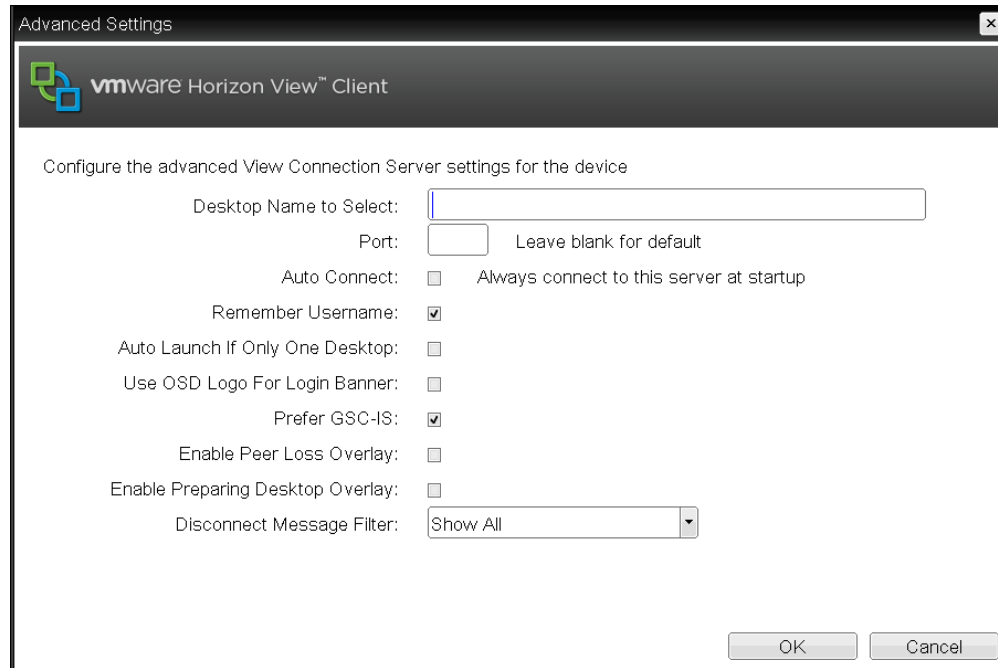 Advanced Settings
vmware Horizon View™ Client
Configure the advanced View Connection Server settings for the device
Desktop Name to Select:
Port: Leave blank for default
Auto Connect: Always connect to this server at startup
Remember Username:
Auto Launch If Only One Desktop:
Use OSD Logo For Login Banner:
Prefer GSC-IS:
Enable Peer Loss Overlay:
Enable Preparing Desktop Overlay:
Disconnect Message Filter: Show All
OK Cancel